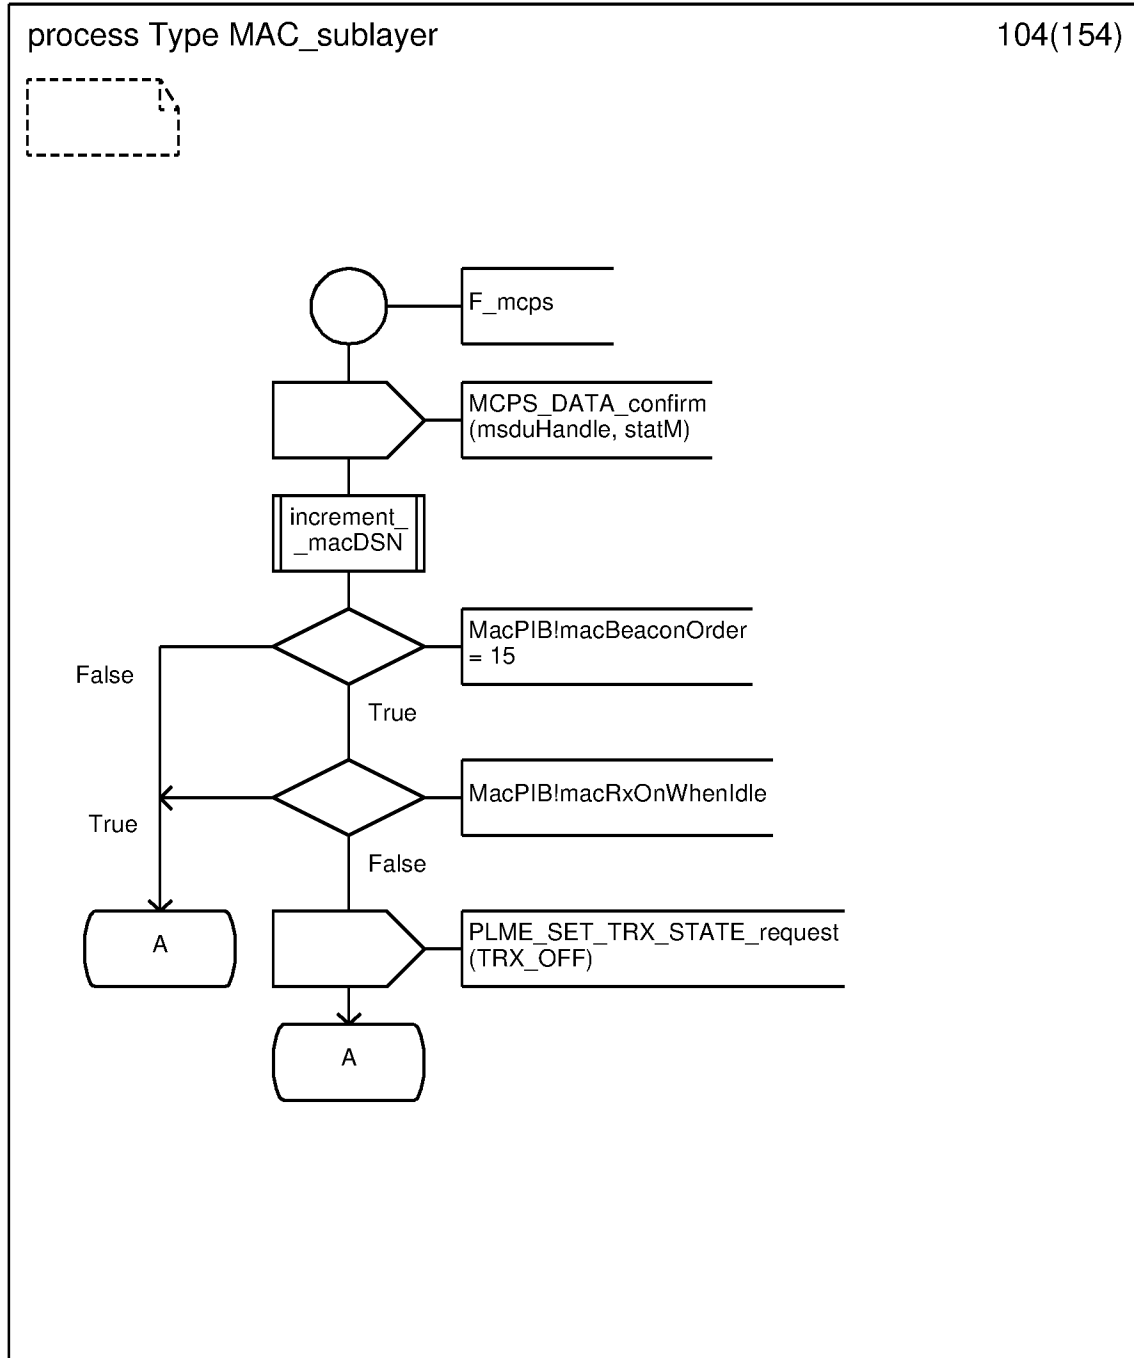 process Type MAC_sublayer
104(154)
F_mcps
MCPS_DATA_confirm
(msduHandle, statM)
increment_
_macDSN
MacPIB!macBeaconOrder
= 15
False
True
MacPIB!macRxOnWhenIdle
True
False
A
PLME_SET_TRX_STATE_request
(TRX_OFF)
A